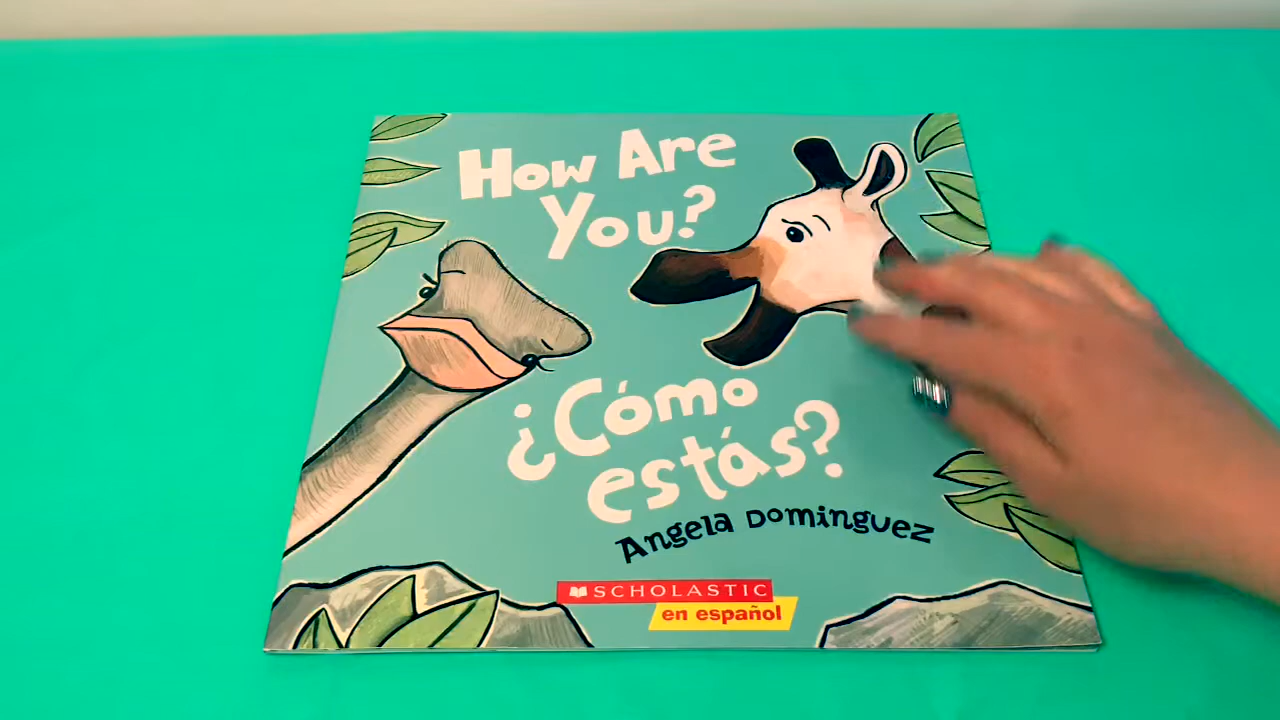 How Are
You?
¿Cómo
estás?
Angela Dominguez
SCHOLASTIC
en español